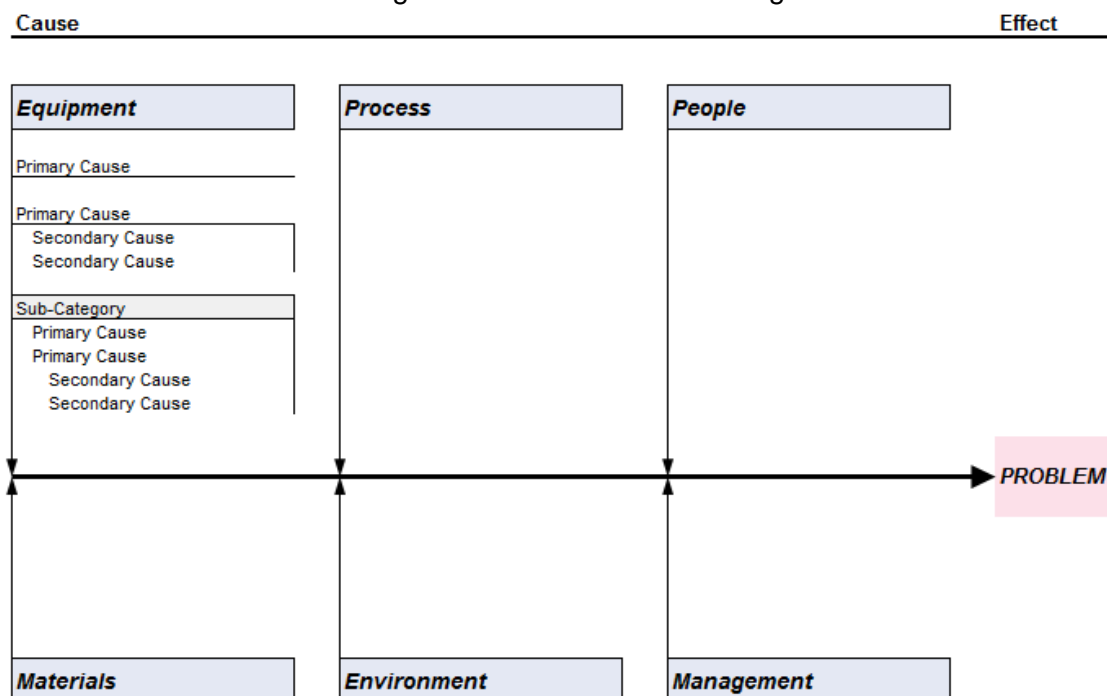 Cause Effect
Equipment Process People
Primary Cause
Primary Cause
Secondary Cause
Secondary Cause
Sub-Category
Primary Cause
Primary Cause
Secondary Cause
Secondary Cause
PROBLEM
Materials Environment Management